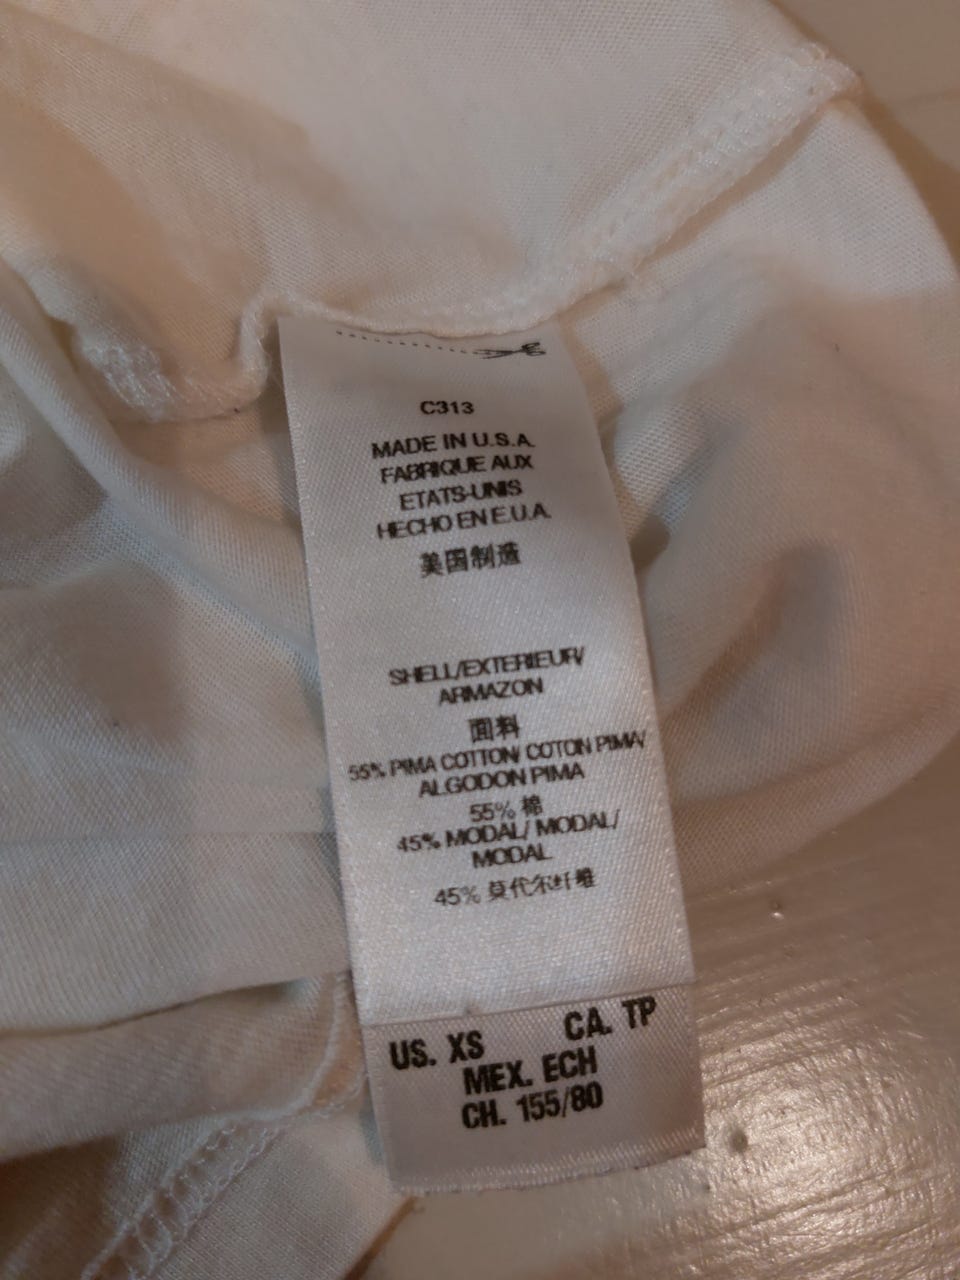 C313
MADE IN U.S.A.
FABRIQUE AUX
ETATS-UNIS
HECHO EN E.U.A.
美国制造
SHELL/EXTERIEUR/
ARMAZON
面料
55% PIMA COTTON/ COTON PIMA/
ALGODON PIMA
55% 棉
45% MODAL/ MODAL/
MODAL
45% 莫代尔纤维
US. XS CA. TP
MEX. ECH
CH. 155/80